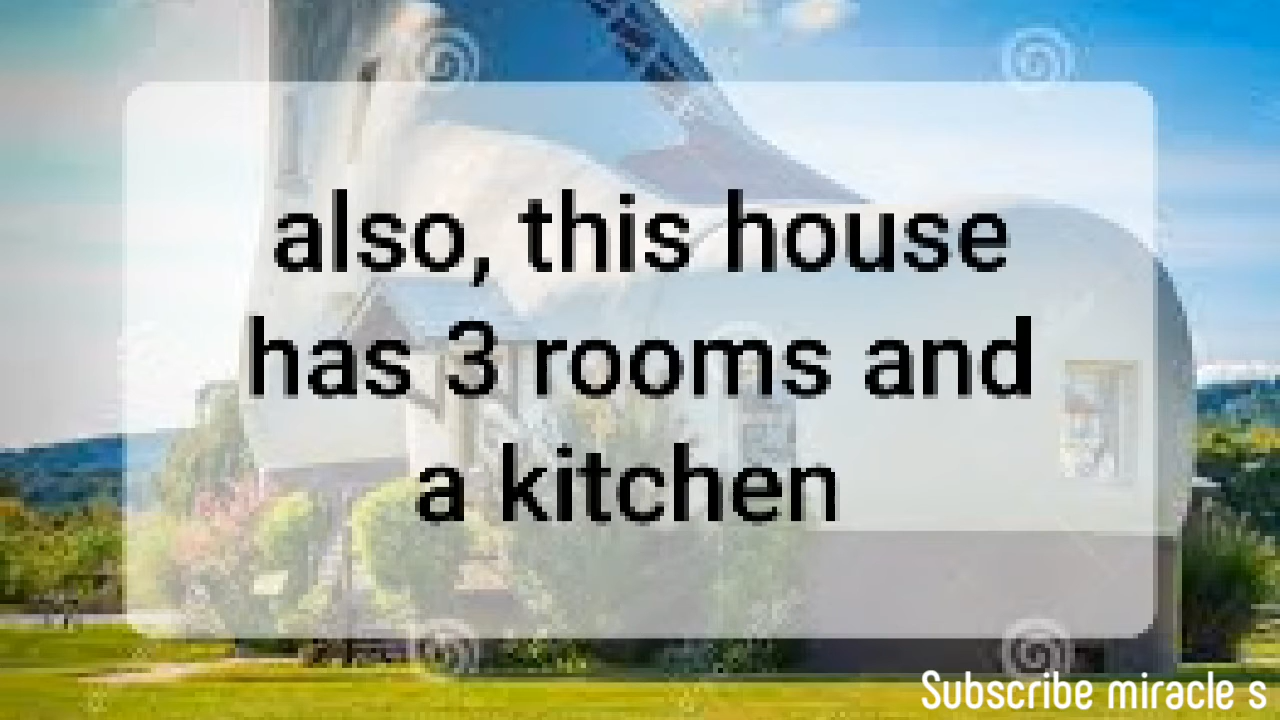 also, this house
has 3 rooms and
a kitchen
Subscribe miracle s